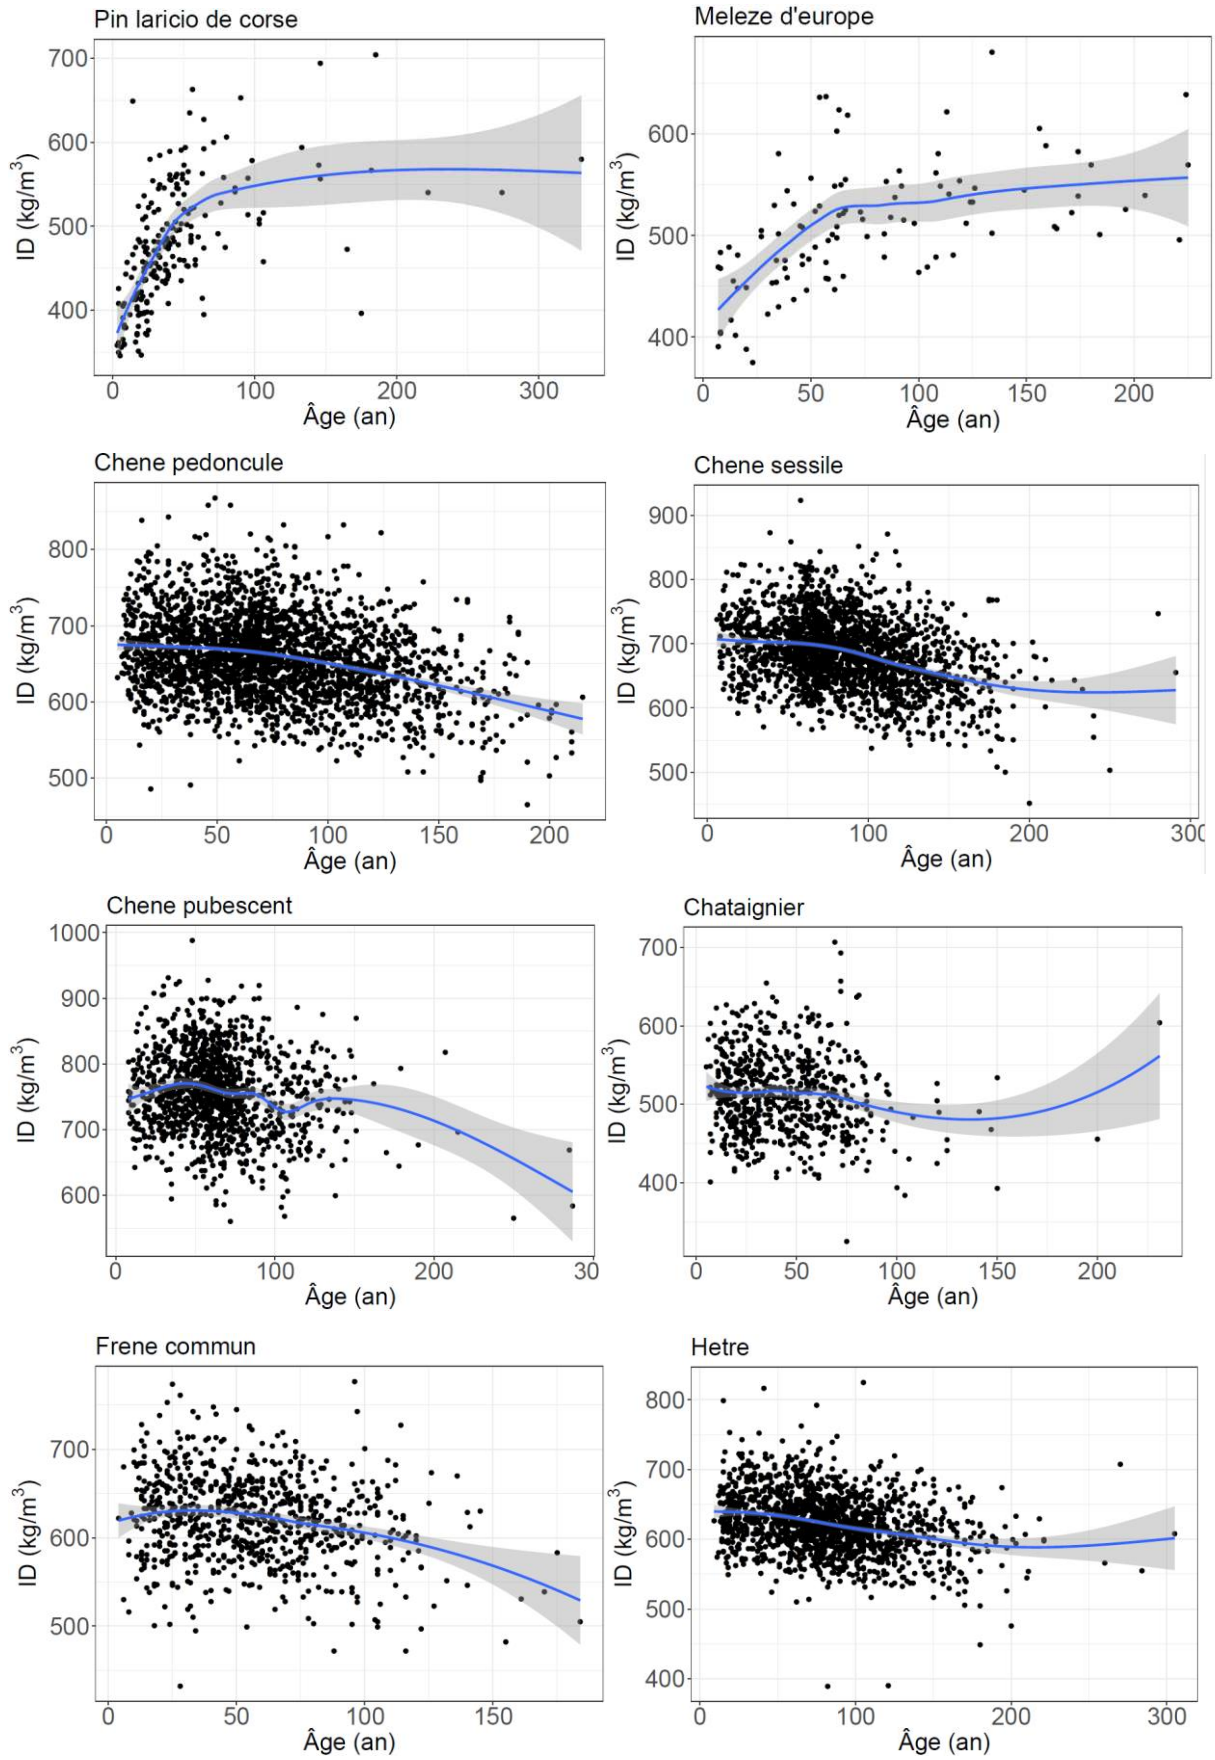 Pin laricio de corse
700
600
500
400
ID (kg/m³)
0 100 200 300
Âge (an)
Meleze d'europe
600
500
400
ID (kg/m³)
0 50 100 150 200
Âge (an)
Chene pedoncule
800
700
600
500
ID (kg/m³)
0 50 100 150 200
Âge (an)
Chene sessile
900
800
700
600
500
ID (kg/m³)
0 100 200 300
Âge (an)
Chene pubescent
1000
900
800
700
600
ID (kg/m³)
0 100 200 30
Âge (an)
Chataignier
700
600
500
400
ID (kg/m³)
0 50 100 150 200
Âge (an)
Frene commun
700
600
500
ID (kg/m³)
0 50 100 150
Âge (an)
Hetre
800
700
600
500
400
ID (kg/m³)
0 100 200 300
Âge (an)